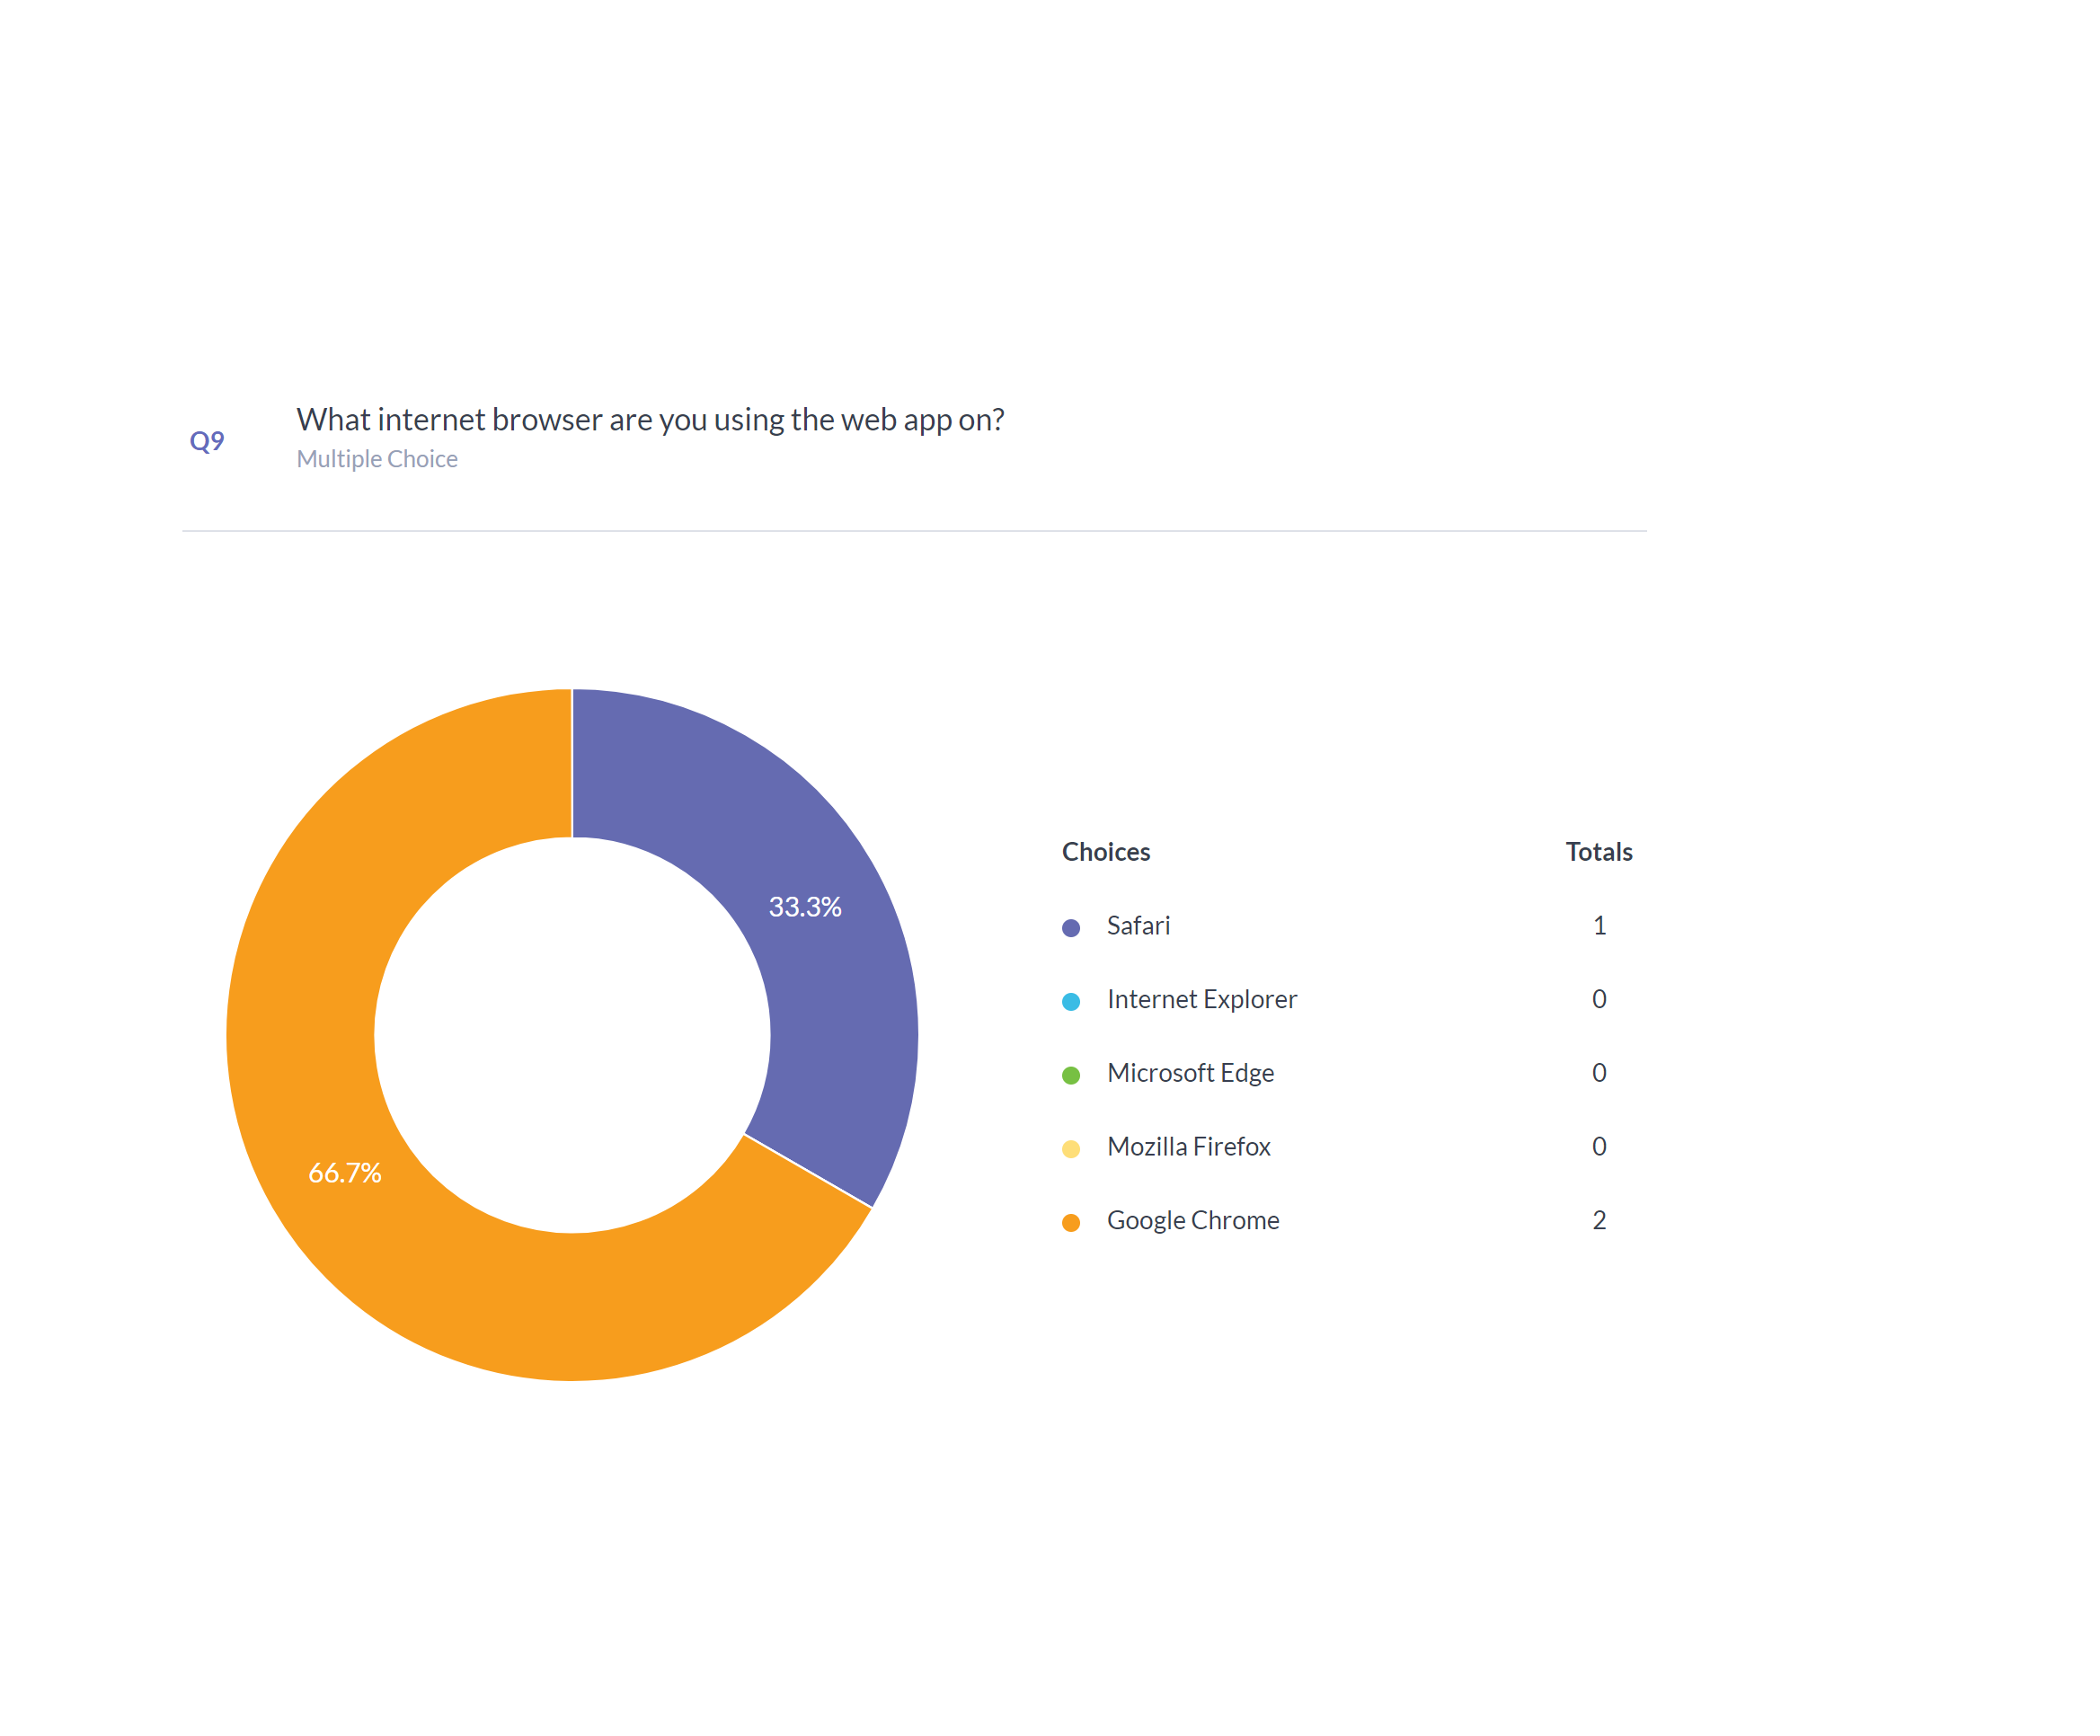 Q9
What internet browser are you using the web app on?
Multiple Choice
33.3%
66.7%
Choices Totals
Safari 1
Internet Explorer 0
Microsoft Edge 0
Mozilla Firefox 0
Google Chrome 2